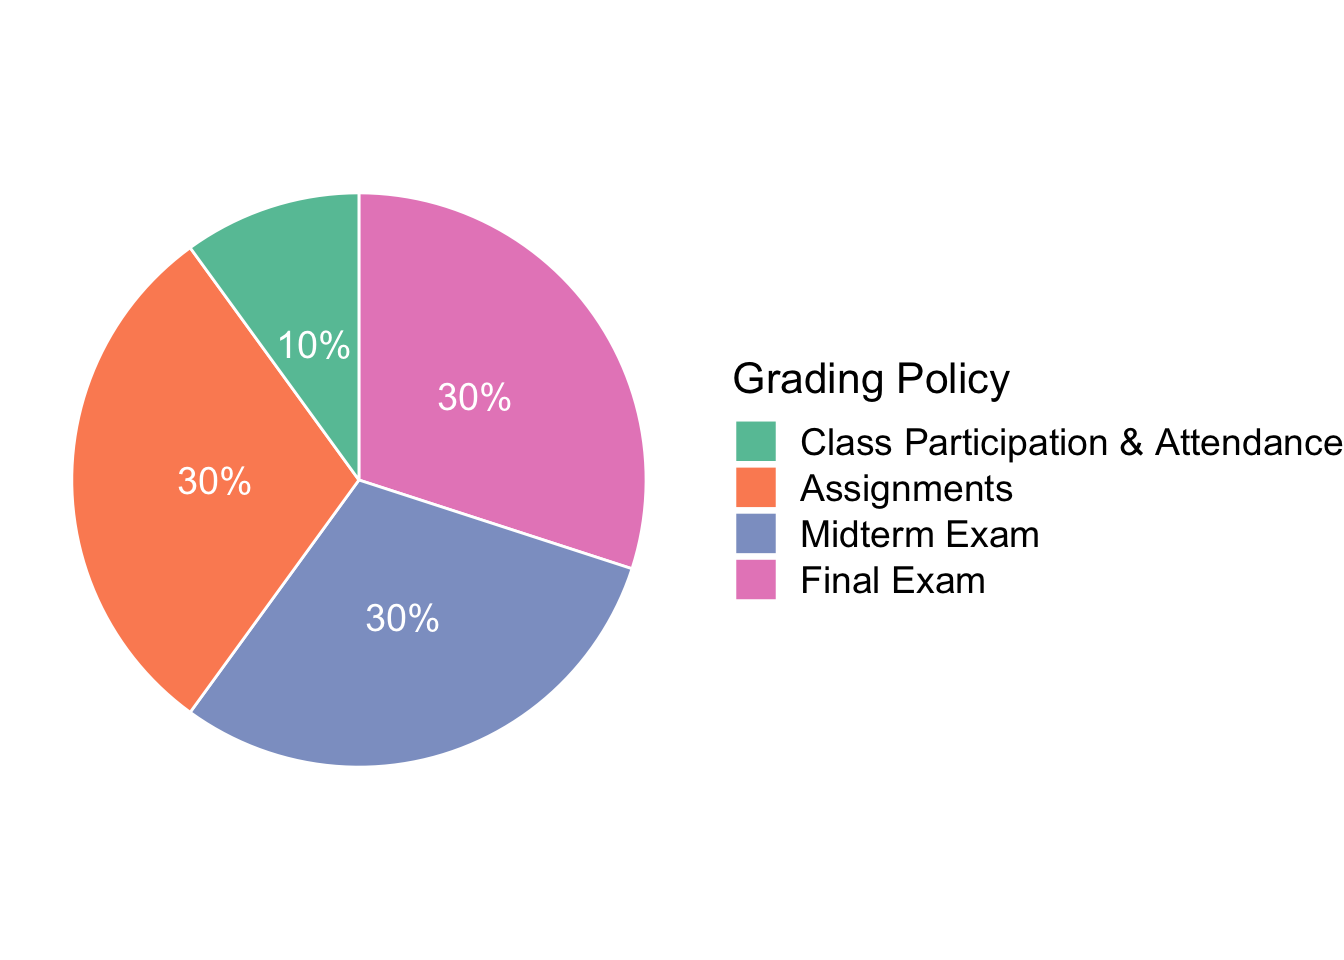 10%
30%
30%
30%
Grading Policy
Class Participation & Attendance
Assignments
Midterm Exam
Final Exam